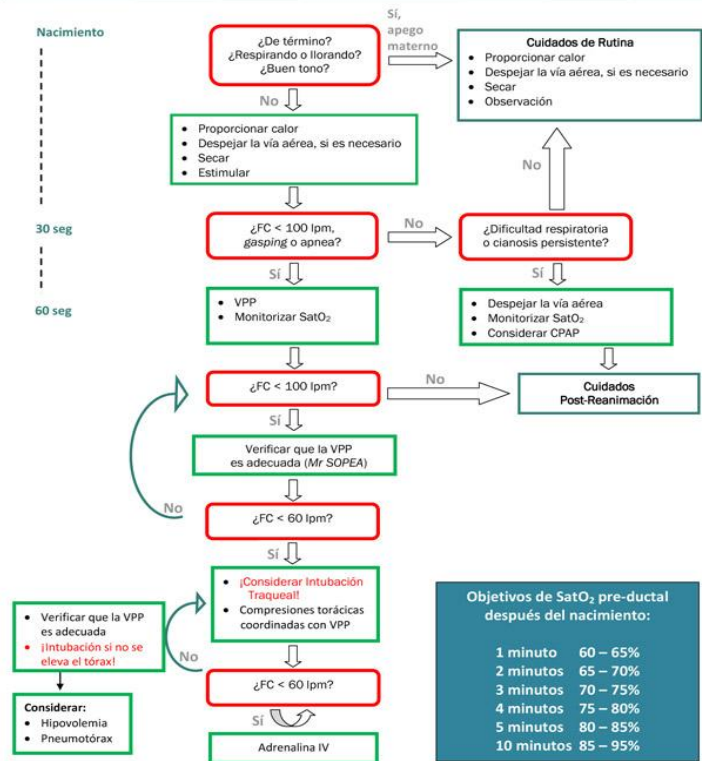 Nacimiento
¿De término?
¿Respirando o llorando?
¿Buen tono?
Sí,
apego
materno
Cuidados de Rutina
• Proporcionar calor
• Despejar la vía aérea, si es necesario
• Secar
• Observación
No
• Proporcionar calor
• Despejar la vía aérea, si es necesario
• Secar
• Estimular
No
30 seg
¿FC < 100 lpm,
gasping o apnea?
No
¿Dificultad respiratoria
o cianosis persistente?
Sí
Sí
60 seg
• VPP
• Monitorizar SatO₂
• Despejar la vía aérea
• Monitorizar SatO₂
• Considerar CPAP
¿FC < 100 lpm?
No
Cuidados
Post-Reanimación
Sí
Verificar que la VPP
es adecuada (Mr SOPEA)
No
¿FC < 60 lpm?
Sí
• ¡Considerar Intubación
Traqueal!
• Compresiones torácicas
coordinadas con VPP
• Verificar que la VPP
es adecuada
• ¡Intubación si no se
eleva el tórax!
No
¿FC < 60 lpm?
Considerar:
• Hipovolemia
• Pneumotórax
Sí
Adrenalina IV
Objetivos de SatO₂ pre-ductal
después del nacimiento:
1 minuto 60 – 65%
2 minutos 65 – 70%
3 minutos 70 – 75%
4 minutos 75 – 80%
5 minutos 80 – 85%
10 minutos 85 – 95%